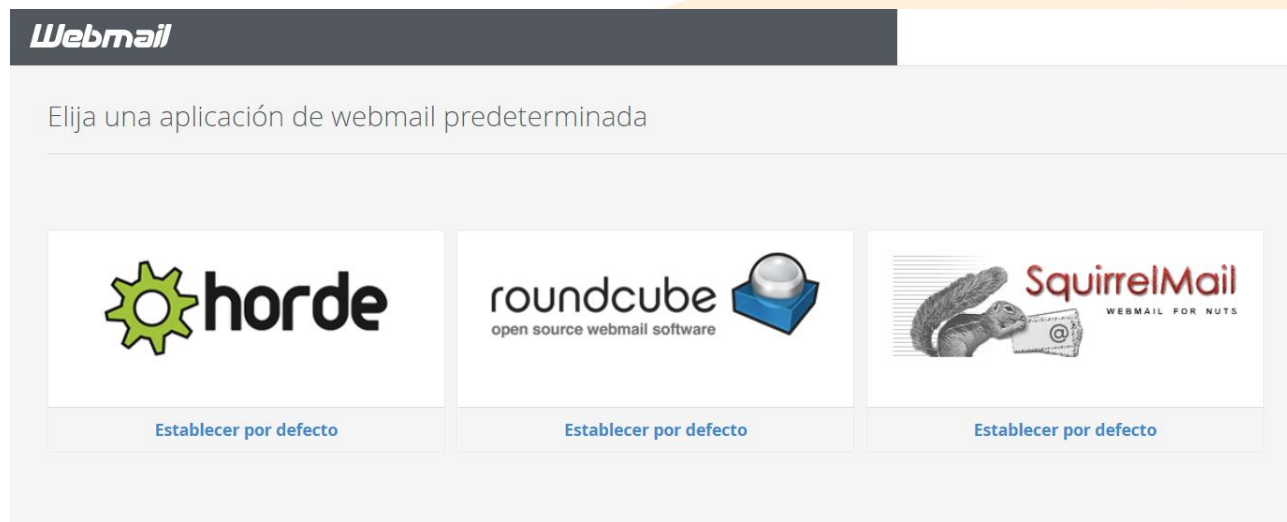 Webmail
Elija una aplicación de webmail predeterminada
horde
roundcube
open source webmail software
SquirrelMail
WEBMAIL FOR NUTS
@
Establecer por defecto
Establecer por defecto
Establecer por defecto